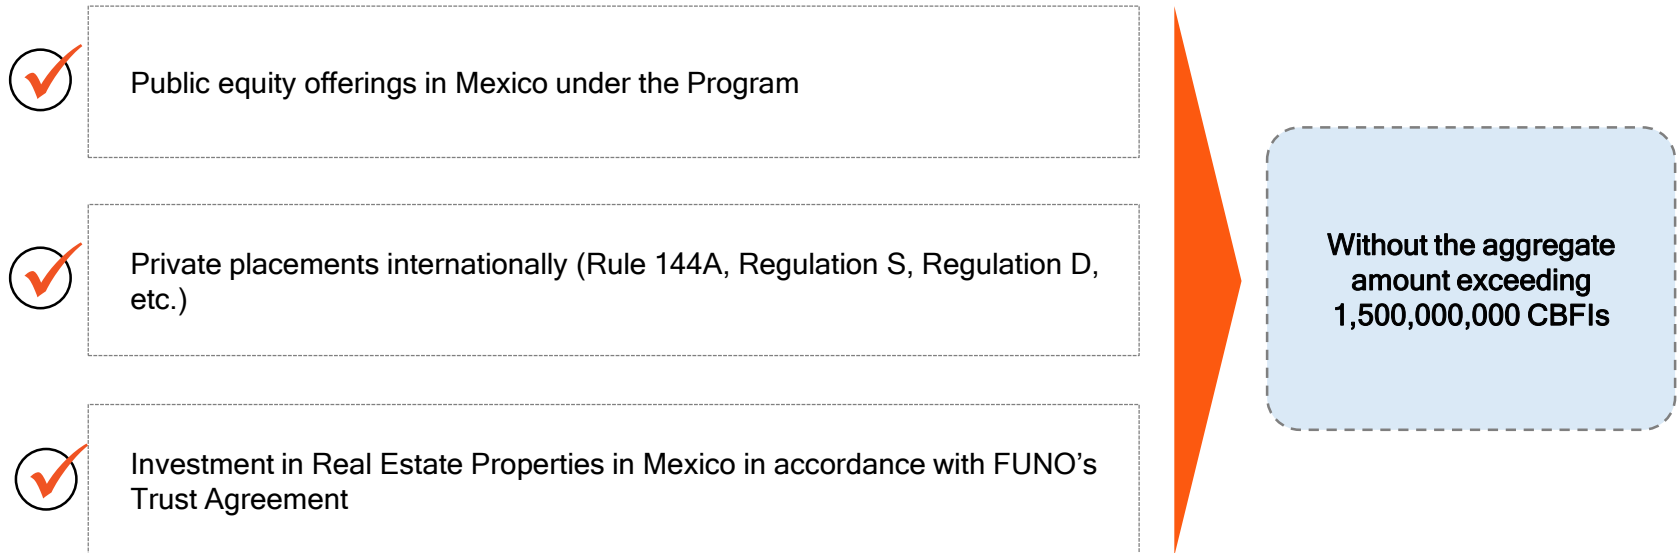 Public equity offerings in Mexico under the Program
Private placements internationally (Rule 144A, Regulation S, Regulation D,
etc.)
Investment in Real Estate Properties in Mexico in accordance with FUNO’s
Trust Agreement
Without the aggregate
amount exceeding
1,500,000,000 CBFIs